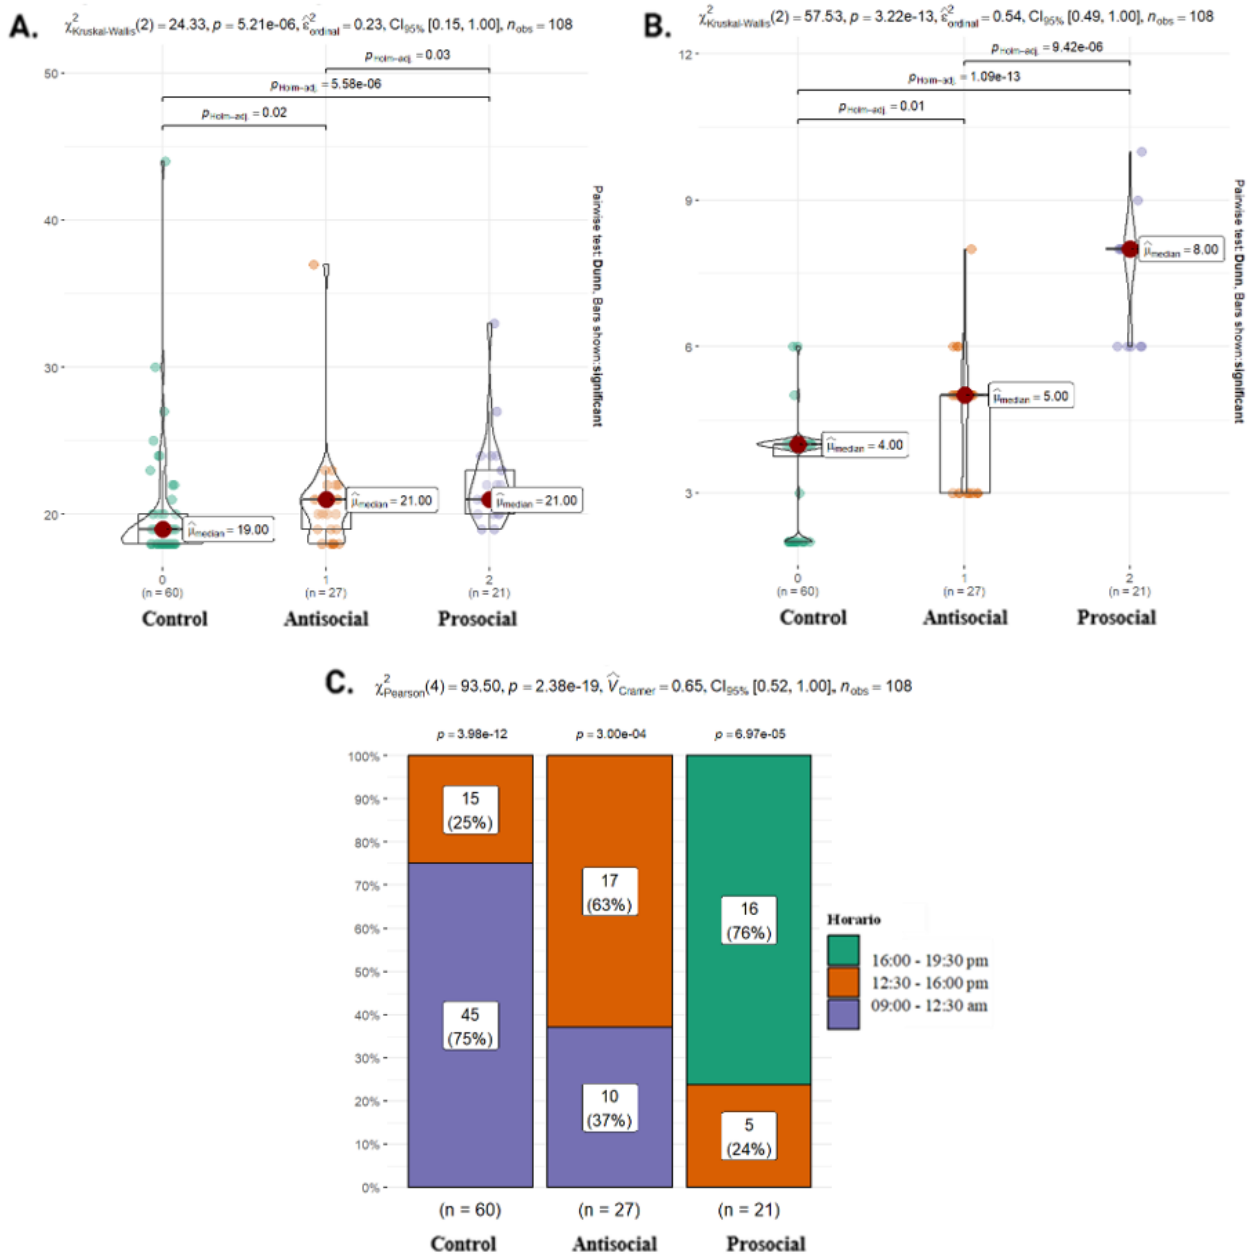 A.
χ²Kruskal-Wallis(2) = 24.33, p = 5.21e-06, ε̂²ordinal = 0.23, CI95% [0.15, 1.00], nobs = 108
pHolm-adj. = 0.03
pHolm-adj. = 5.58e-06
pHolm-adj. = 0.02
50
40
30
20
μ̂median = 19.00
μ̂median = 21.00
μ̂median = 21.00
Pairwise test: Dunn, Bars shown: significant
0
(n = 60)
1
(n = 27)
2
(n = 21)
Control
Antisocial
Prosocial
B.
χ²Kruskal-Wallis(2) = 57.53, p = 3.22e-13, ε̂²ordinal = 0.54, CI95% [0.49, 1.00], nobs = 108
pHolm-adj. = 9.42e-06
pHolm-adj. = 1.09e-13
pHolm-adj. = 0.01
12
9
6
3
μ̂median = 4.00
μ̂median = 5.00
μ̂median = 8.00
Pairwise test: Dunn, Bars shown: significant
0
(n = 60)
1
(n = 27)
2
(n = 21)
Control
Antisocial
Prosocial
C.
χ²Pearson(4) = 93.50, p = 2.38e-19, V̂Cramer = 0.65, CI95% [0.52, 1.00], nobs = 108
p = 3.98e-12
p = 3.00e-04
p = 6.97e-05
100%
90%
80%
70%
60%
50%
40%
30%
20%
10%
0%
15
(25%)
45
(75%)
17
(63%)
10
(37%)
16
(76%)
5
(24%)
Horario
16:00 - 19:30 pm
12:30 - 16:00 pm
09:00 - 12:30 am
(n = 60)
(n = 27)
(n = 21)
Control
Antisocial
Prosocial